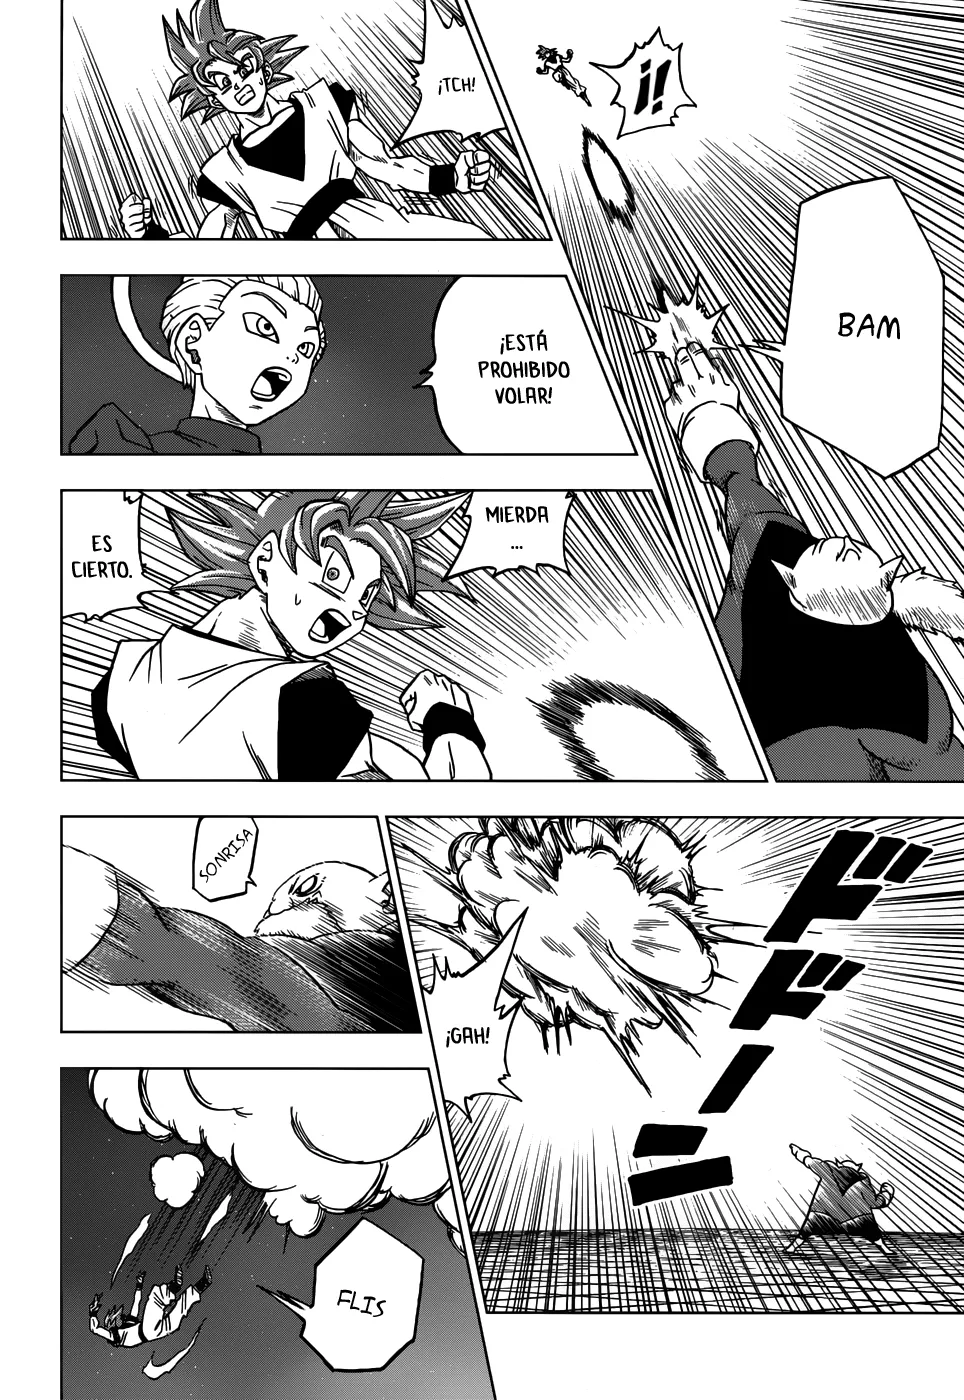 ¡!
BAM
¡TCH!
¡ESTÁ
PROHIBIDO
VOLAR!
MIERDA
...
ES
CIERTO.
ドドーン
¡GAH!
SONRISA
FLIS